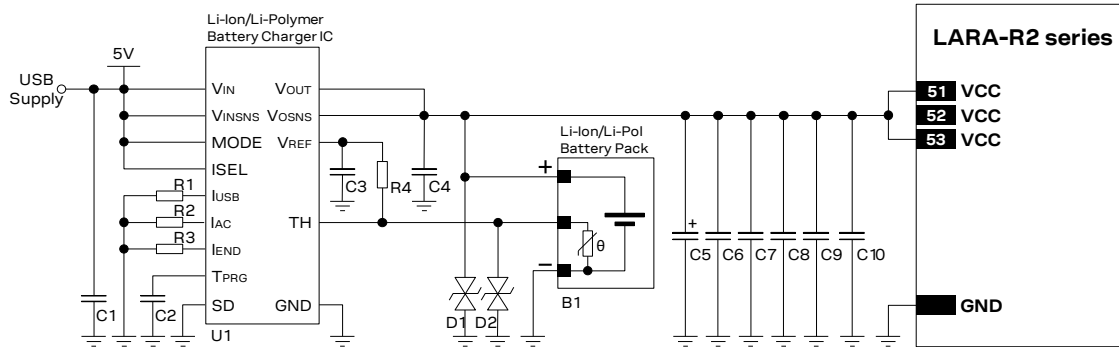 Li-Ion/Li-Polymer
Battery Charger IC
LARA-R2 series
5V
USB
Supply
VIN
VOUT
51 VCC
VINSNS
VOSNS
52 VCC
MODE
VREF
Li-Ion/Li-Pol
Battery Pack
53 VCC
ISEL
+
C3
R4
C4
R1
IUSB
R2
IAC
TH
R3
IEND
θ
+
C5
C6
C7
C8
C9
C10
TPRG
–
B1
C1
C2
SD
GND
D1
D2
GND
U1